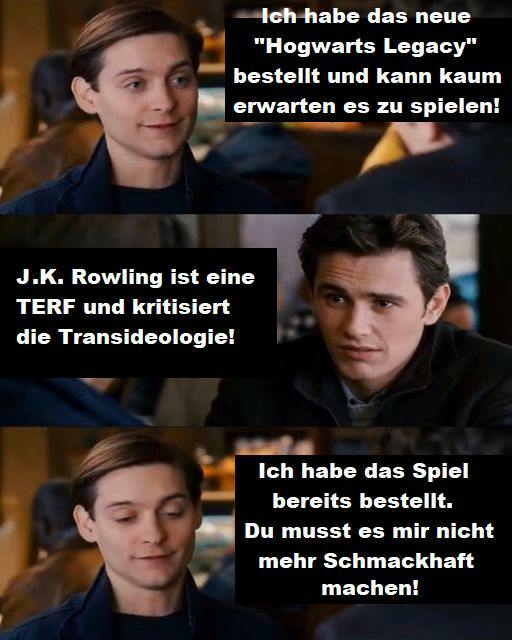 Ich habe das neue
"Hogwarts Legacy"
bestellt und kann kaum
erwarten es zu spielen!
J.K. Rowling ist eine
TERF und kritisiert
die Transideologie!
Ich habe das Spiel
bereits bestellt.
Du musst es mir nicht
mehr Schmackhaft
machen!